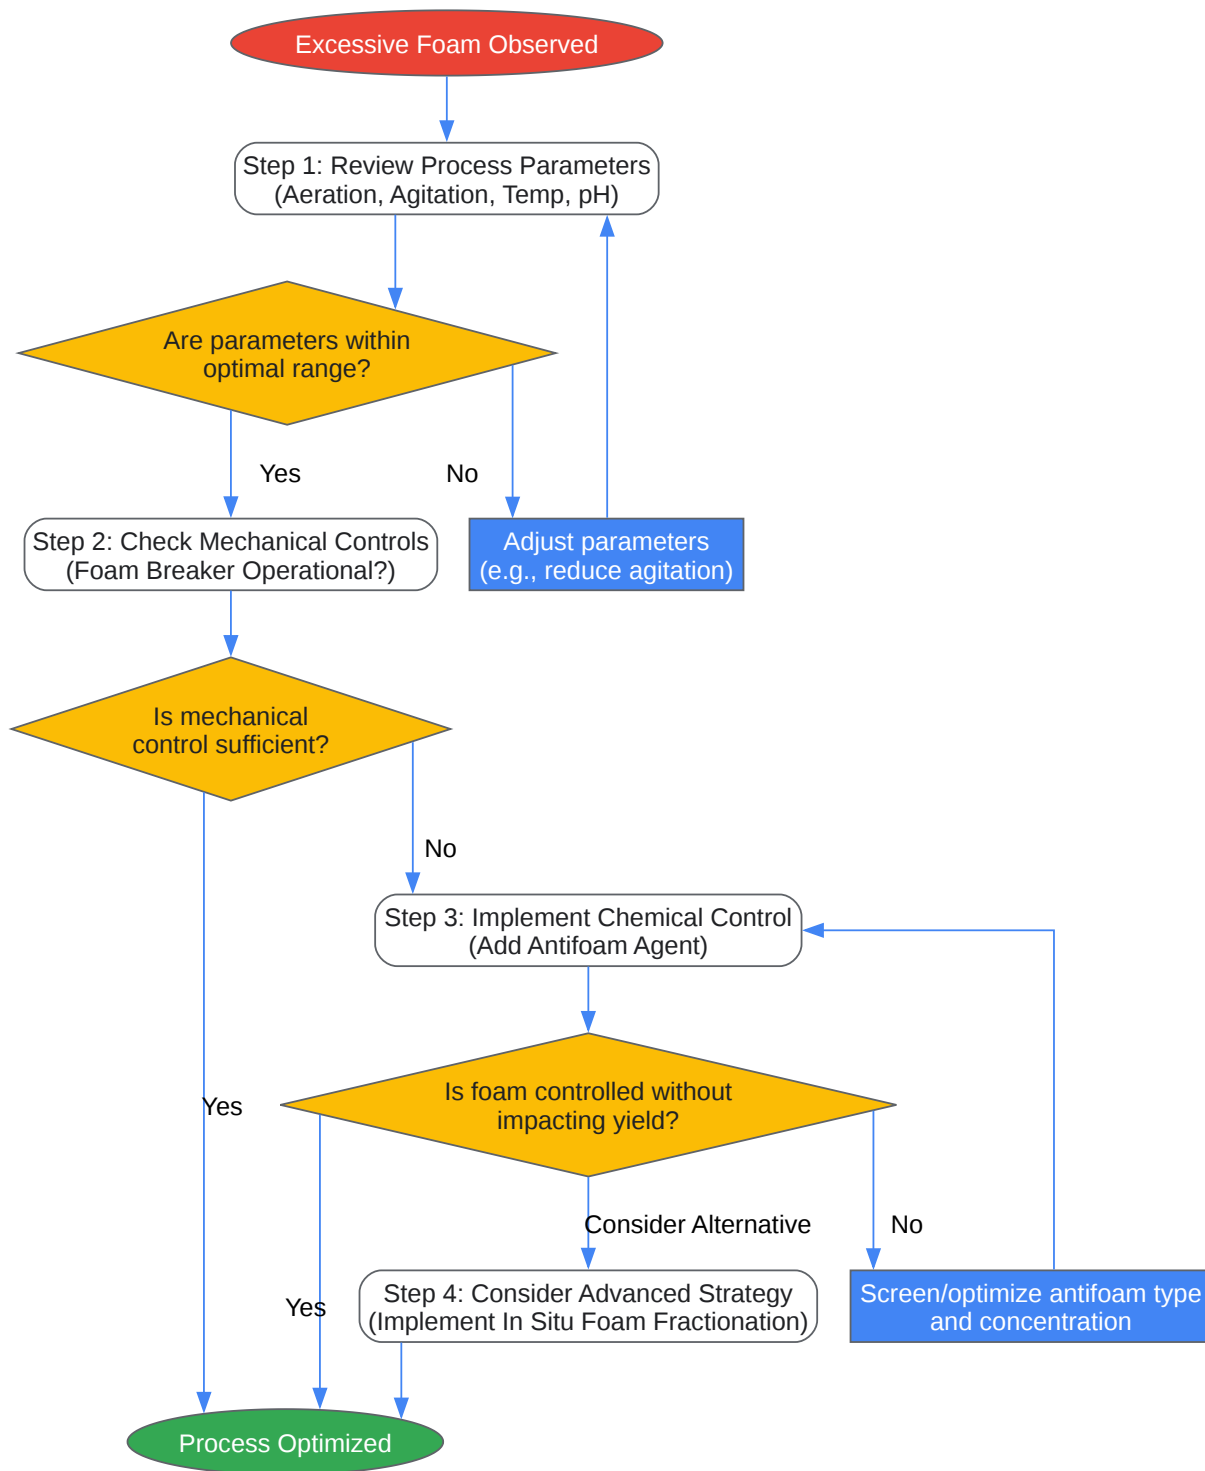 Excessive Foam Observed
Step 1: Review Process Parameters
(Aeration, Agitation, Temp, pH)
Are parameters within
optimal range?
Yes
No
Step 2: Check Mechanical Controls
(Foam Breaker Operational?)
Adjust parameters
(e.g., reduce agitation)
Is mechanical
control sufficient?
No
Step 3: Implement Chemical Control
(Add Antifoam Agent)
Yes
Is foam controlled without
impacting yield?
Consider Alternative
No
Yes
Step 4: Consider Advanced Strategy
(Implement In Situ Foam Fractionation)
Screen/optimize antifoam type
and concentration
Process Optimized